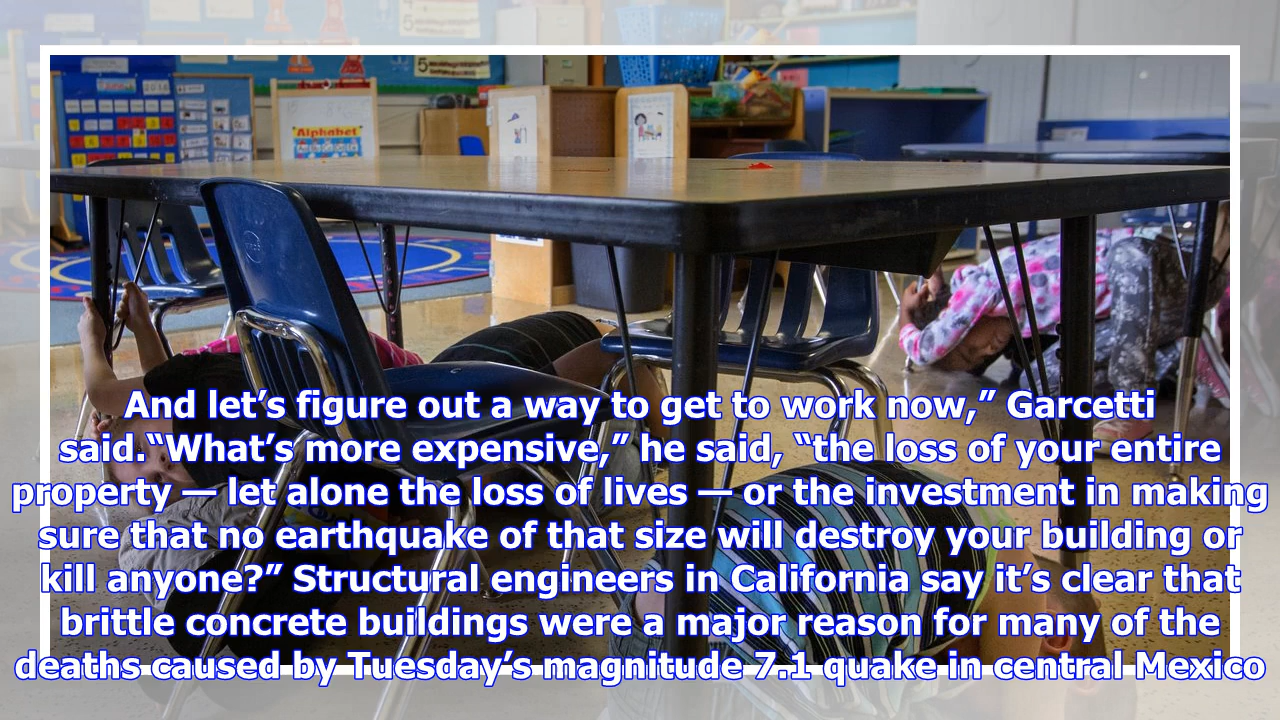 2016
Alphabet
5
5
And let’s figure out a way to get to work now,” Garcetti
said.“What’s more expensive,” he said, “the loss of your entire
property — let alone the loss of lives — or the investment in making
sure that no earthquake of that size will destroy your building or
kill anyone?” Structural engineers in California say it’s clear that
brittle concrete buildings were a major reason for many of the
deaths caused by Tuesday’s magnitude 7.1 quake in central Mexico